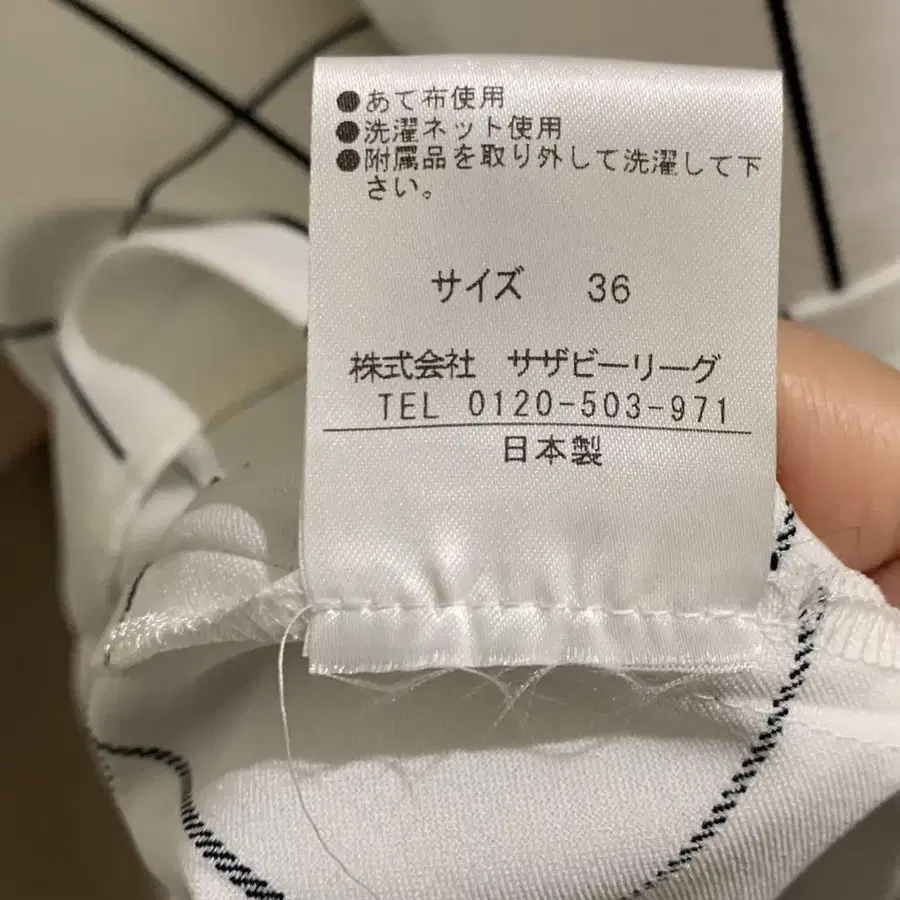 ●あて布使用
●洗濯ネット使用
●附属品を取り外して洗濯して下
さい。
サイズ 36
株式会社 サザビーリーグ
TEL 0120-503-971
日本製